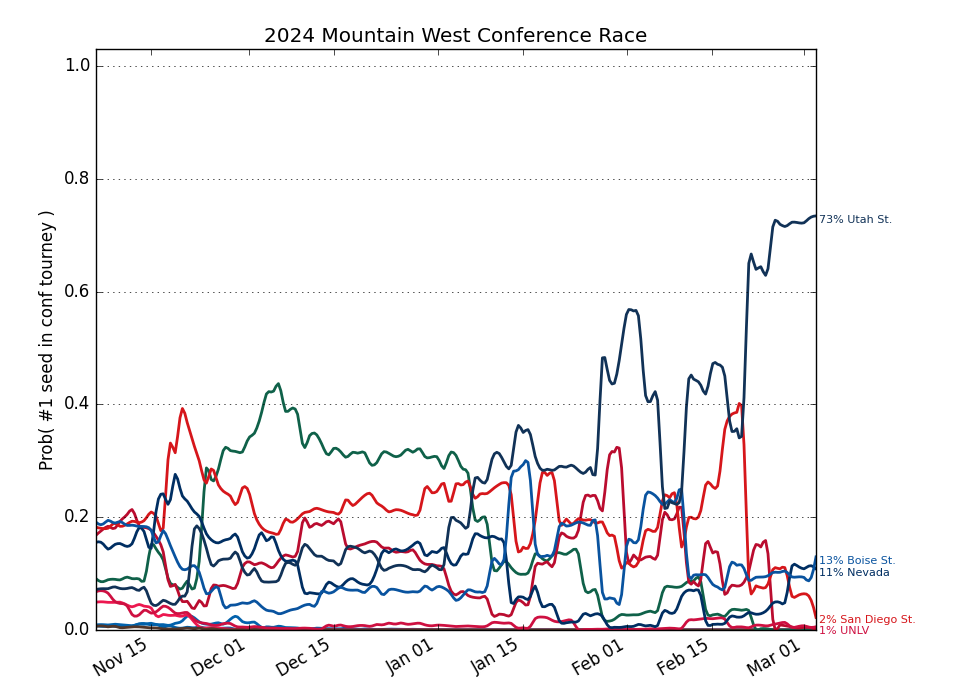 2024 Mountain West Conference Race
Prob( #1 seed in conf tourney )
1.0
0.8
0.6
0.4
0.2
0.0
73% Utah St.
13% Boise St.
11% Nevada
2% San Diego St.
1% UNLV
Nov 15
Dec 01
Dec 15
Jan 01
Jan 15
Feb 01
Feb 15
Mar 01